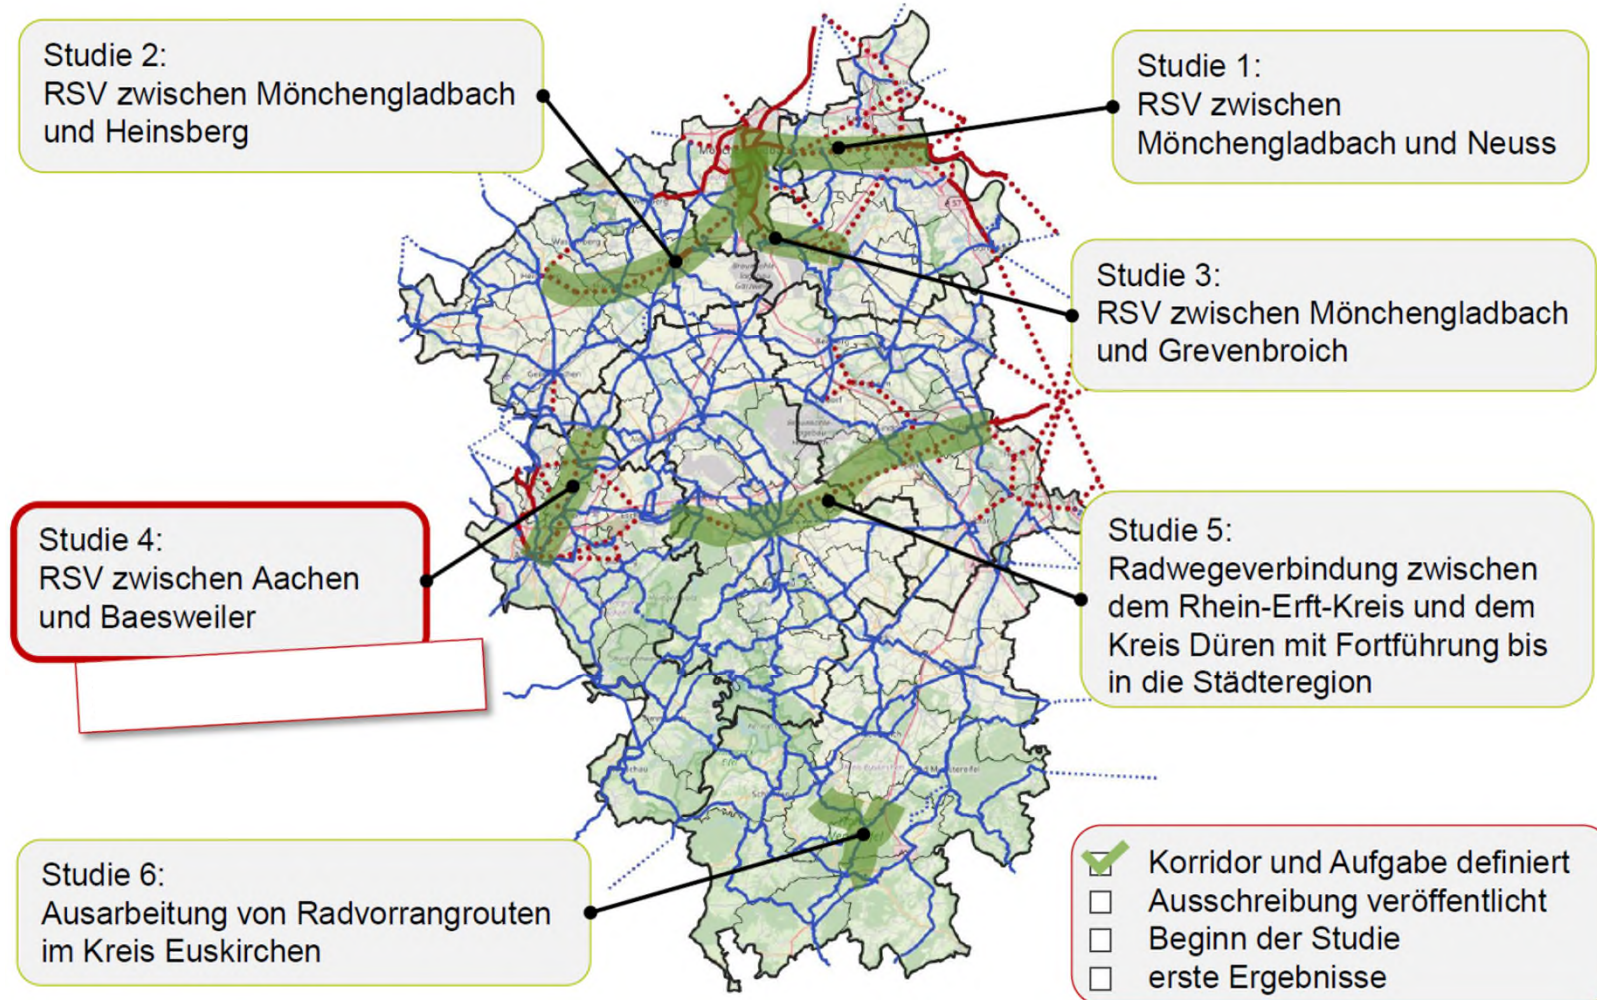 Studie 2:
RSV zwischen Mönchengladbach
und Heinsberg
Studie 1:
RSV zwischen
Mönchengladbach und Neuss
Studie 3:
RSV zwischen Mönchengladbach
und Grevenbroich
Studie 4:
RSV zwischen Aachen
und Baesweiler
Studie 5:
Radwegeverbindung zwischen
dem Rhein-Erft-Kreis und dem
Kreis Düren mit Fortführung bis
in die Städteregion
Studie 6:
Ausarbeitung von Radvorrangrouten
im Kreis Euskirchen
Korridor und Aufgabe definiert
Ausschreibung veröffentlicht
Beginn der Studie
erste Ergebnisse